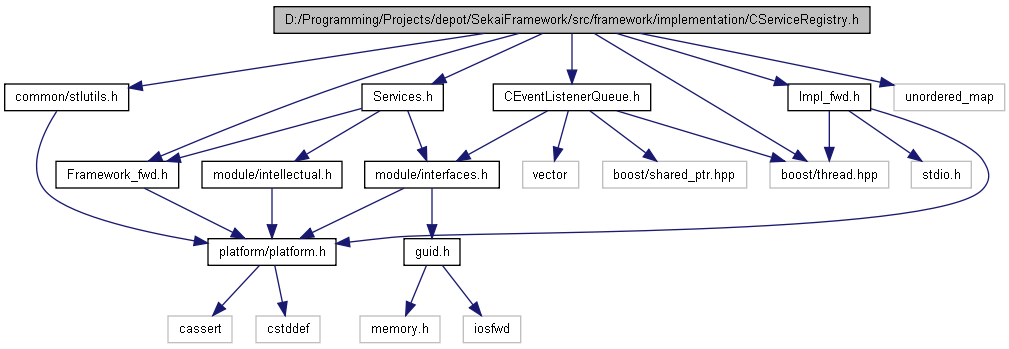 D:/Programming/Projects/depot/SekaiFramework/src/framework/implementation/CServiceRegistry.h
common/stlutils.h
Services.h
CEventListenerQueue.h
Impl_fwd.h
unordered_map
Framework_fwd.h
module/intellectual.h
module/interfaces.h
vector
boost/shared_ptr.hpp
boost/thread.hpp
stdio.h
platform/platform.h
guid.h
cassert
cstddef
memory.h
iosfwd